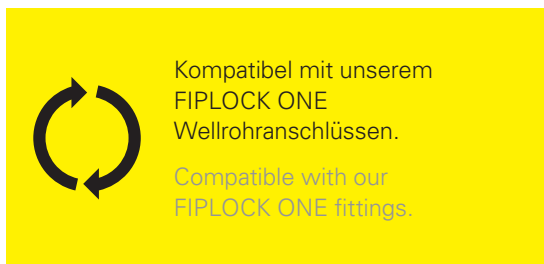 Kompatibel mit unserem
FIPLOCK ONE
Wellrohranschlüssen.
Compatible with our
FIPLOCK ONE fittings.